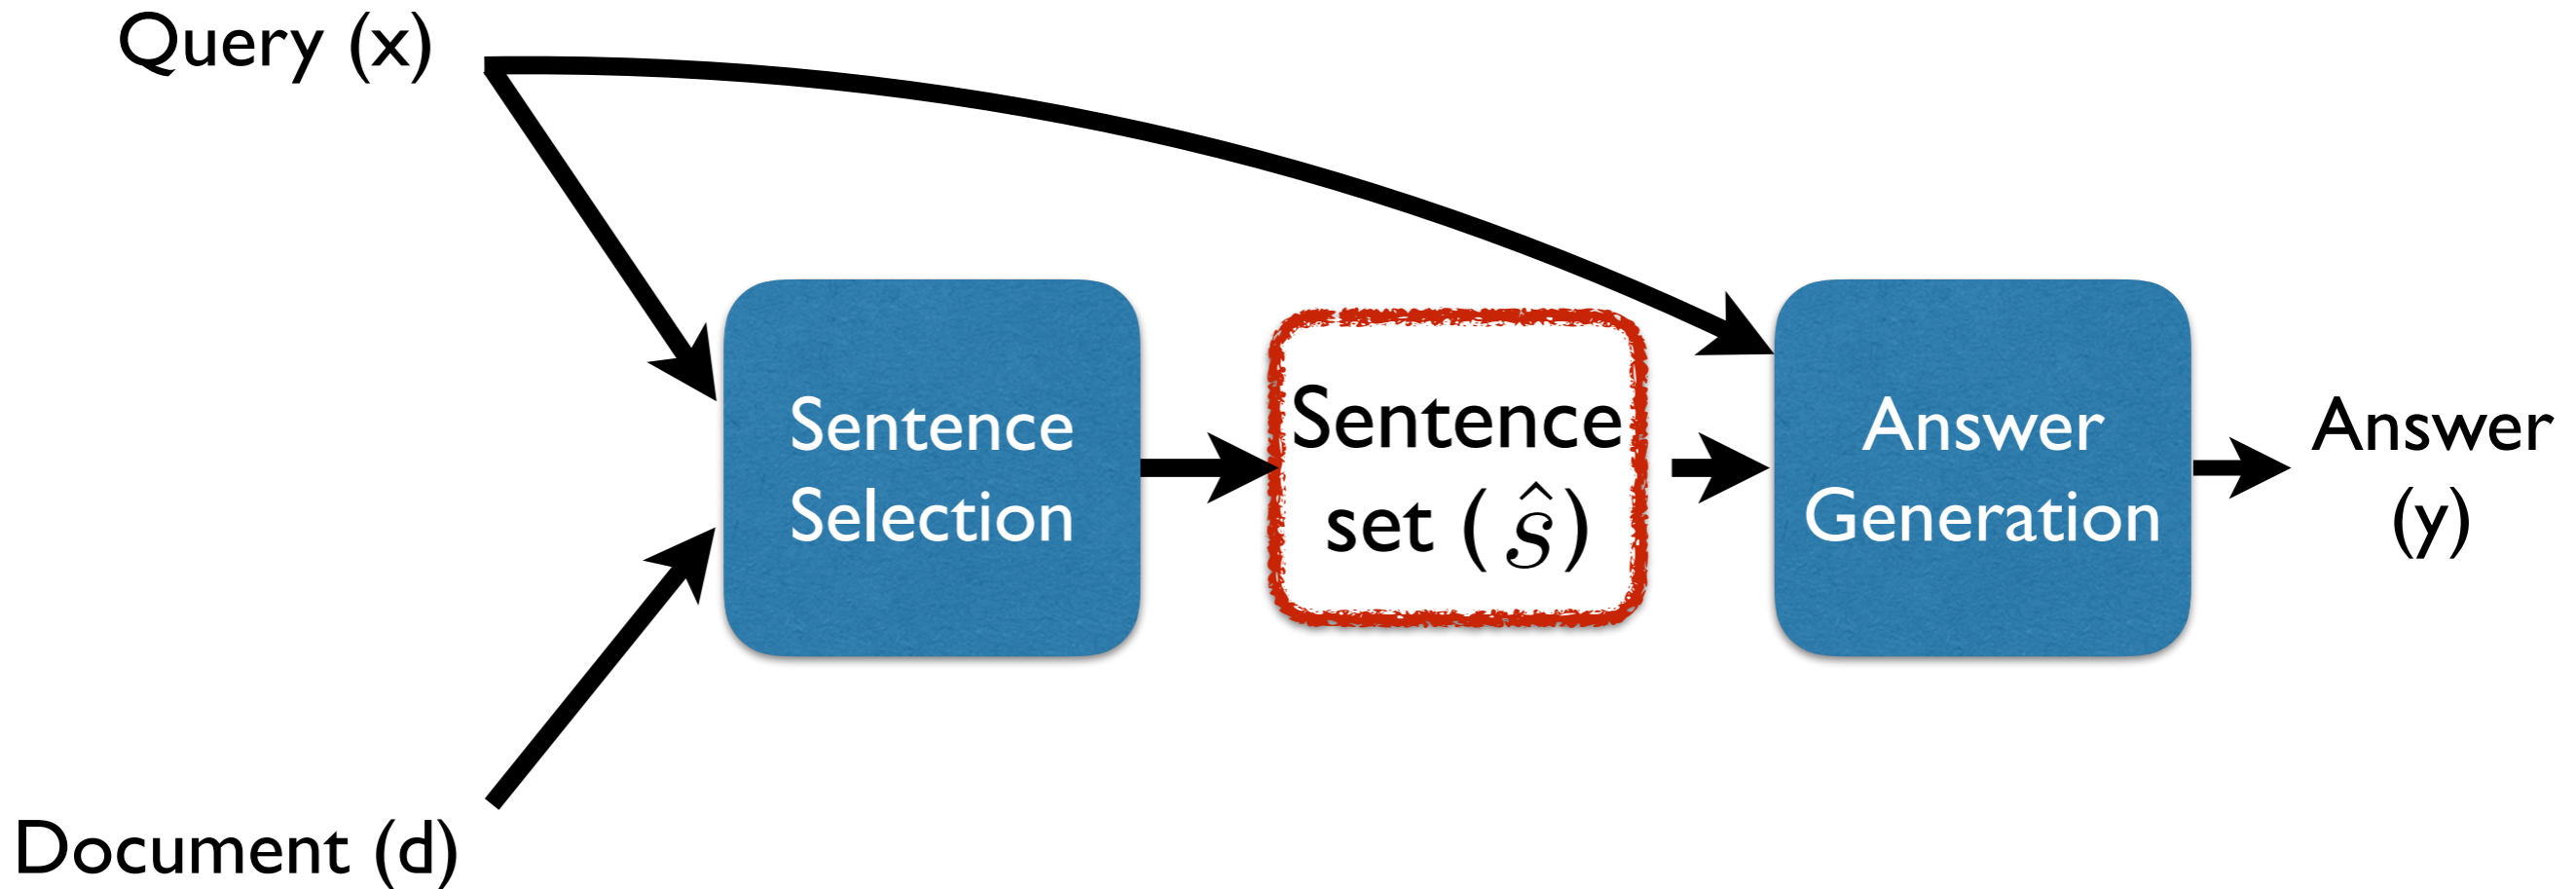 Query (x)
Sentence
Selection
Sentence
set (ŝ)
Answer
Generation
Answer
(y)
Document (d)